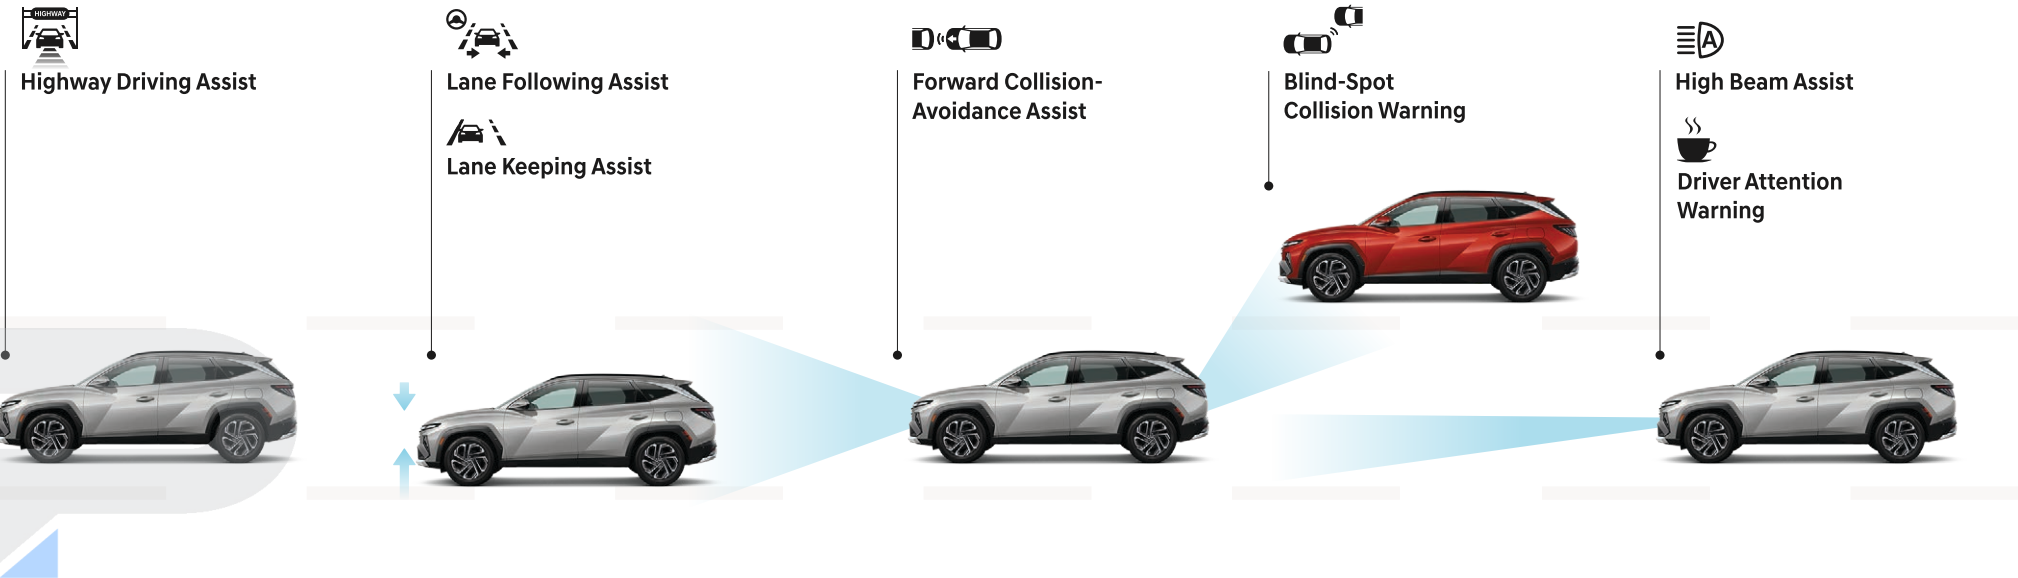 HIGHWAY
Highway Driving Assist
Lane Following Assist
Lane Keeping Assist
Forward Collision-
Avoidance Assist
Blind-Spot
Collision Warning
A
High Beam Assist
Driver Attention
Warning